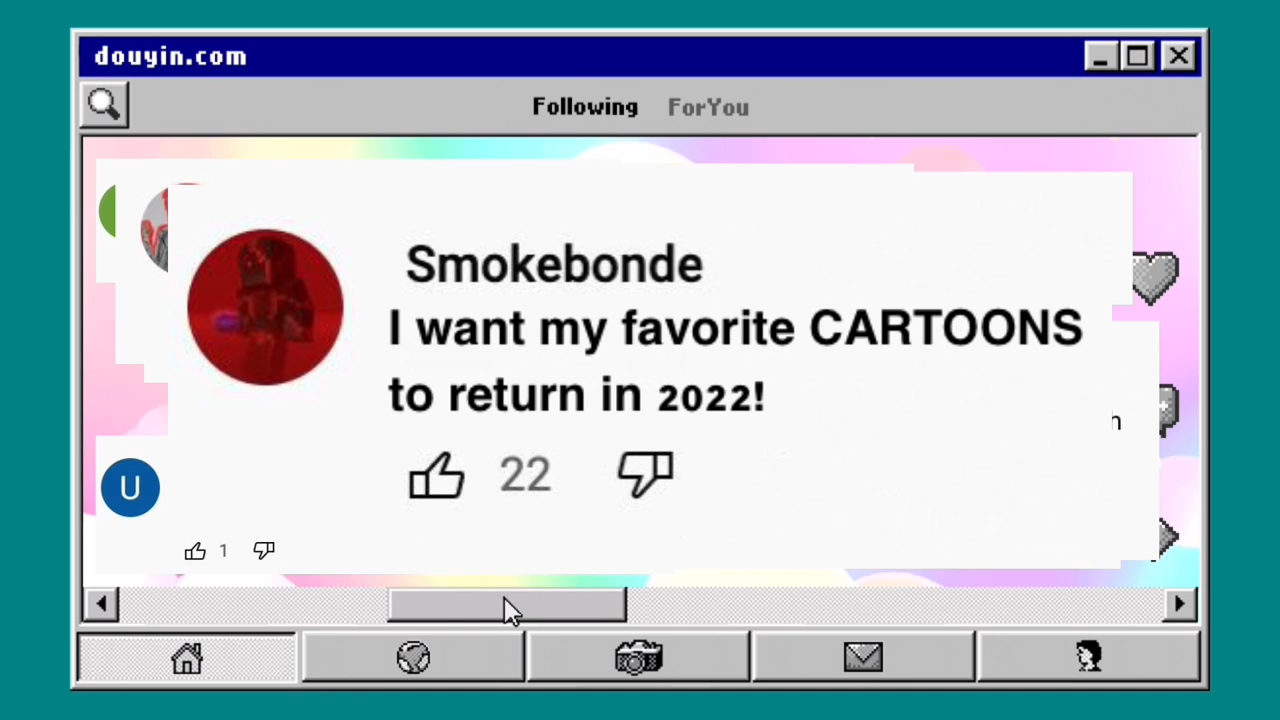 douyin.com
Following ForYou
Smokebonde
I want my favorite CARTOONS
to return in 2022!
22
n
U
1